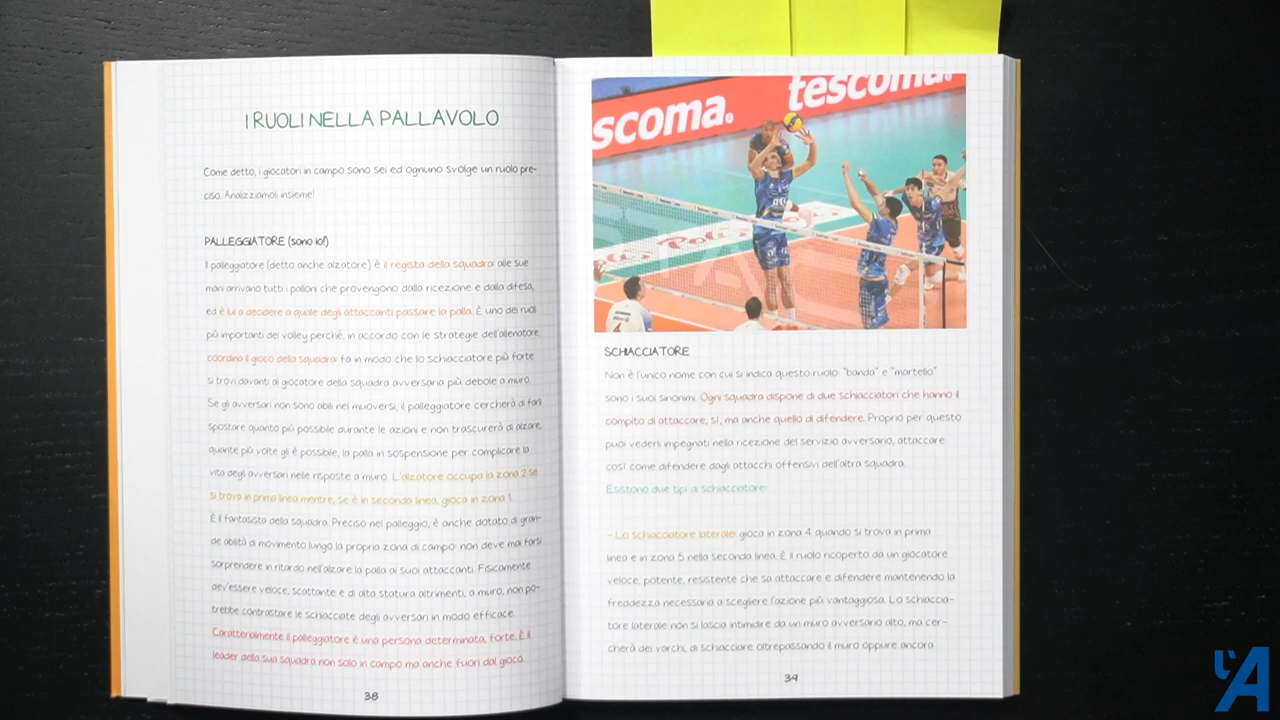 I RUOLI NELLA PALLAVOLO
Come detto, i giocatori in campo sono sei ed ognuno svolge un ruolo pre-
ciso. Analizziamoli insieme!
PALLEGGIATORE (sono io!)
Il palleggiatore (detto anche alzatore) è il regista della squadra: alle sue
mani arrivano tutti i palloni che provengono dalla ricezione e dalla difesa,
ed è lui a decidere a quale degli attaccanti passare la palla. È uno dei ruoli
più importanti del volley perché, in accordo con le strategie dell'allenatore,
coordina il gioco della squadra: fa in modo che lo schiacciatore più forte
si trovi davanti al giocatore della squadra avversaria più debole a muro.
Se gli avversari non sono abili nel muoversi, il palleggiatore cercherà di farli
spostare quanto più possibile durante le azioni e non trascurerà di alzare,
quante più volte gli è possibile, la palla in sospensione per complicare la
vita degli avversari nelle risposte a muro. L'alzatore occupa la zona 2 se
si trova in prima linea mentre, se è in seconda linea, gioca in zona 1.
È il fantasista della squadra. Preciso nel palleggio, è anche dotato di gran-
de abilità di movimento lungo la propria zona di campo: non deve mai farsi
sorprendere in ritardo nell'alzare la palla ai suoi attaccanti. Fisicamente
dev'essere veloce, scattante e di alta statura altrimenti, a muro, non po-
trebbe contrastare le schiacciate degli avversari in modo efficace.
Caratterialmente il palleggiatore è una persona determinata, forte. È il
leader della sua squadra non solo in campo ma anche fuori dal gioco.
38
scoma.
tescoma.
SCHIACCIATORE
Non è l'unico nome con cui si indica questo ruolo: "banda" e "martello"
sono i suoi sinonimi. Ogni squadra dispone di due schiacciatori che hanno il
compito di attaccare, sì, ma anche quello di difendere. Proprio per questo
puoi vederli impegnati nella ricezione del servizio avversario, attaccare
così come difendere dagli attacchi offensivi dell'altra squadra.
Esistono due tipi di schiacciatore:
- Lo schiacciatore laterale: gioca in zona 4 quando si trova in prima
linea e in zona 5 nella seconda linea. È il ruolo ricoperto da un giocatore
veloce, potente, resistente che sa attaccare e difendere mantenendo la
freddezza necessaria a scegliere l'azione più vantaggiosa. Lo schiaccia-
tore laterale non si lascia intimidire da un muro avversario alto, ma cer-
cherà dei varchi, di schiacciare oltrepassando il muro oppure ancora
39
L'A